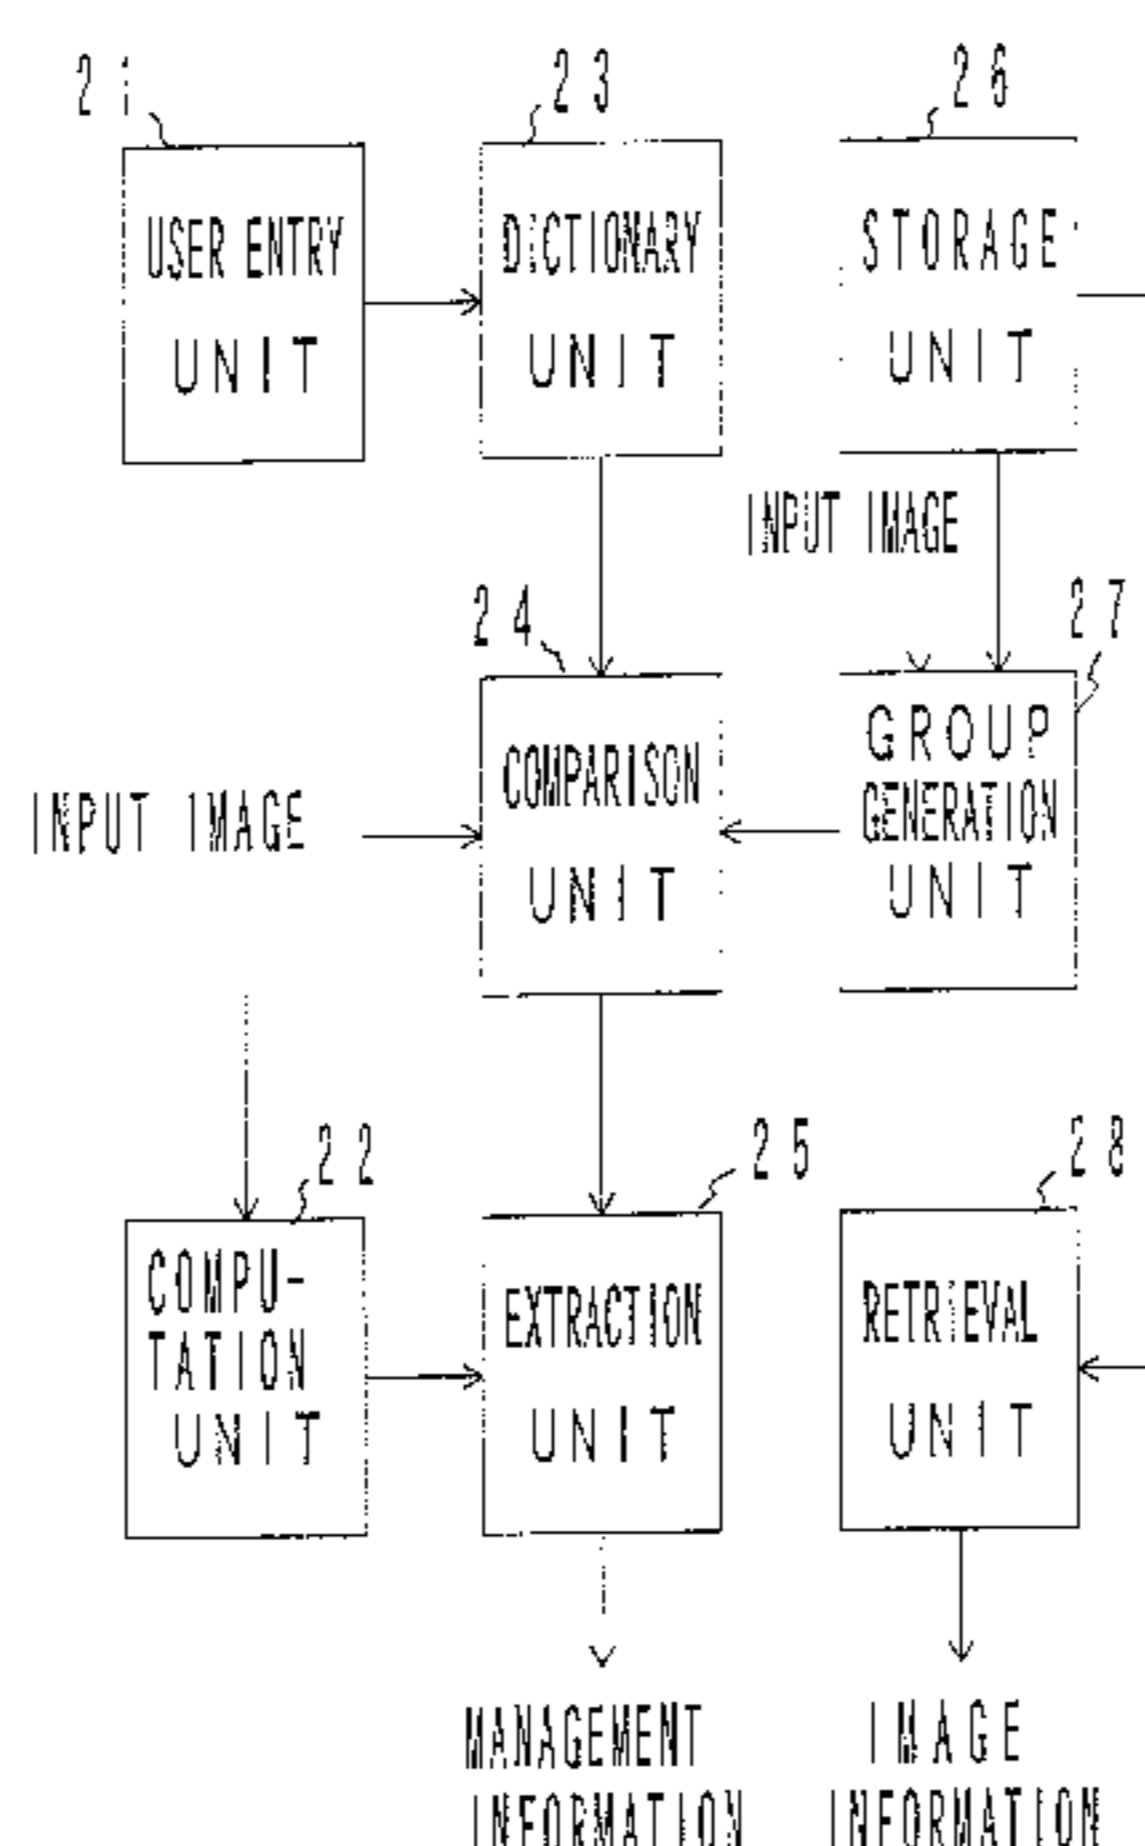 21
23
26
USER ENTRY
UNIT
DICTIONARY
UNIT
STORAGE
UNIT
INPUT IMAGE
24
27
INPUT IMAGE
COMPARISON
UNIT
GROUP
GENERATION
UNIT
22
25
28
COMPU-
TATION
UNIT
EXTRACTION
UNIT
RETRIEVAL
UNIT
MANAGEMENT
INFORMATION
IMAGE
INFORMATION